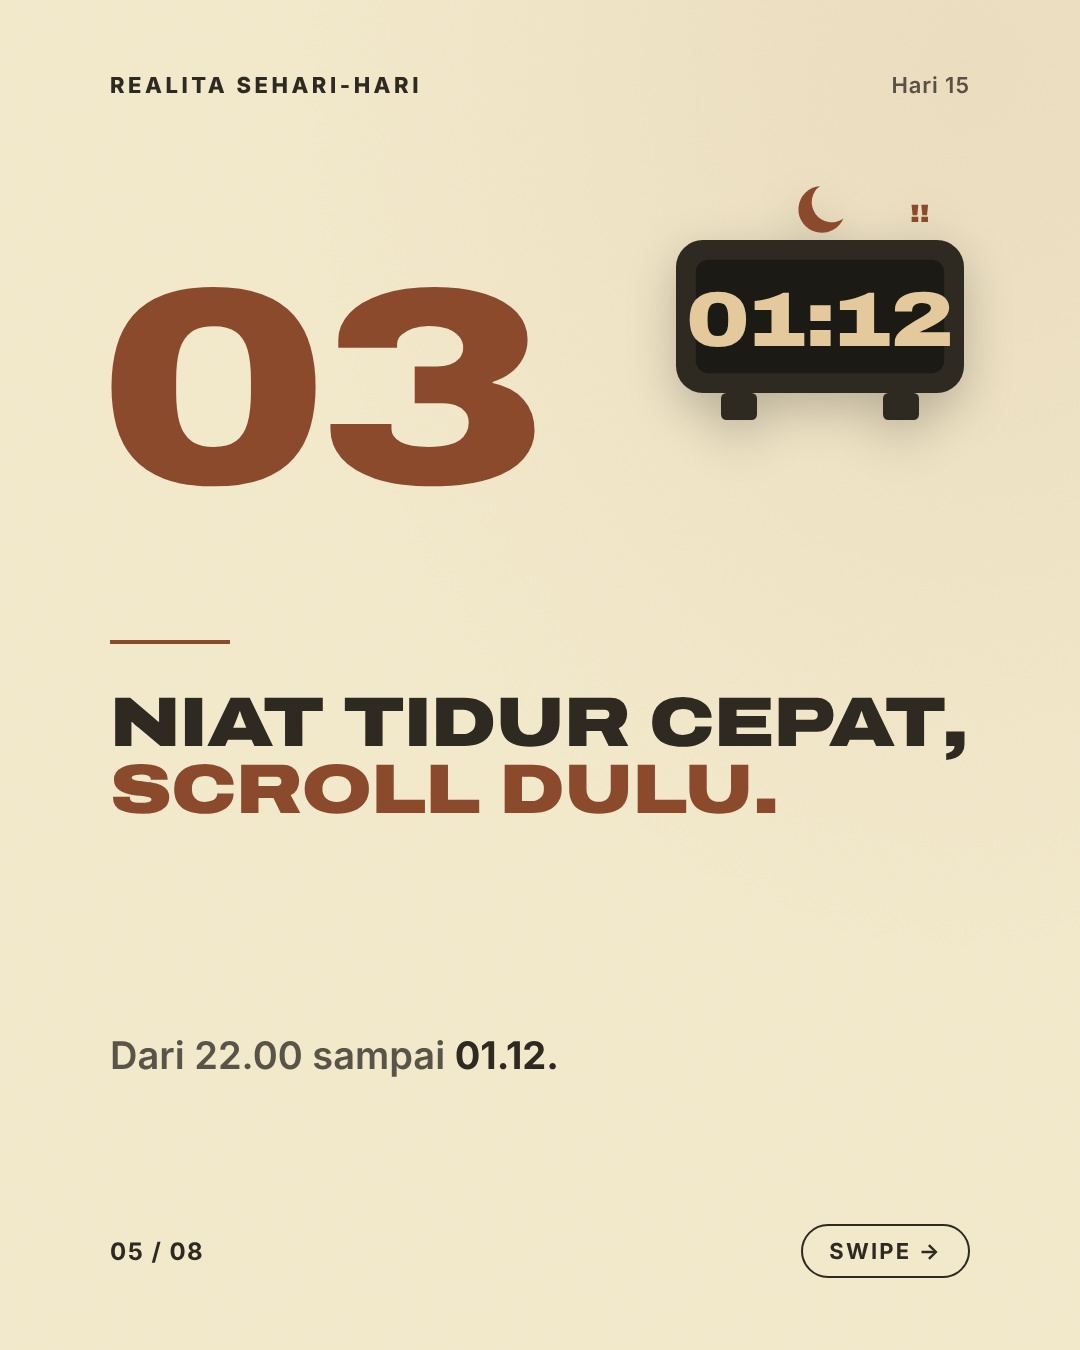 REALITA SEHARI-HARI
Hari 15
!!
03
01:12
NIAT TIDUR CEPAT,
SCROLL DULU.
Dari 22.00 sampai 01.12.
05 / 08
SWIPE →